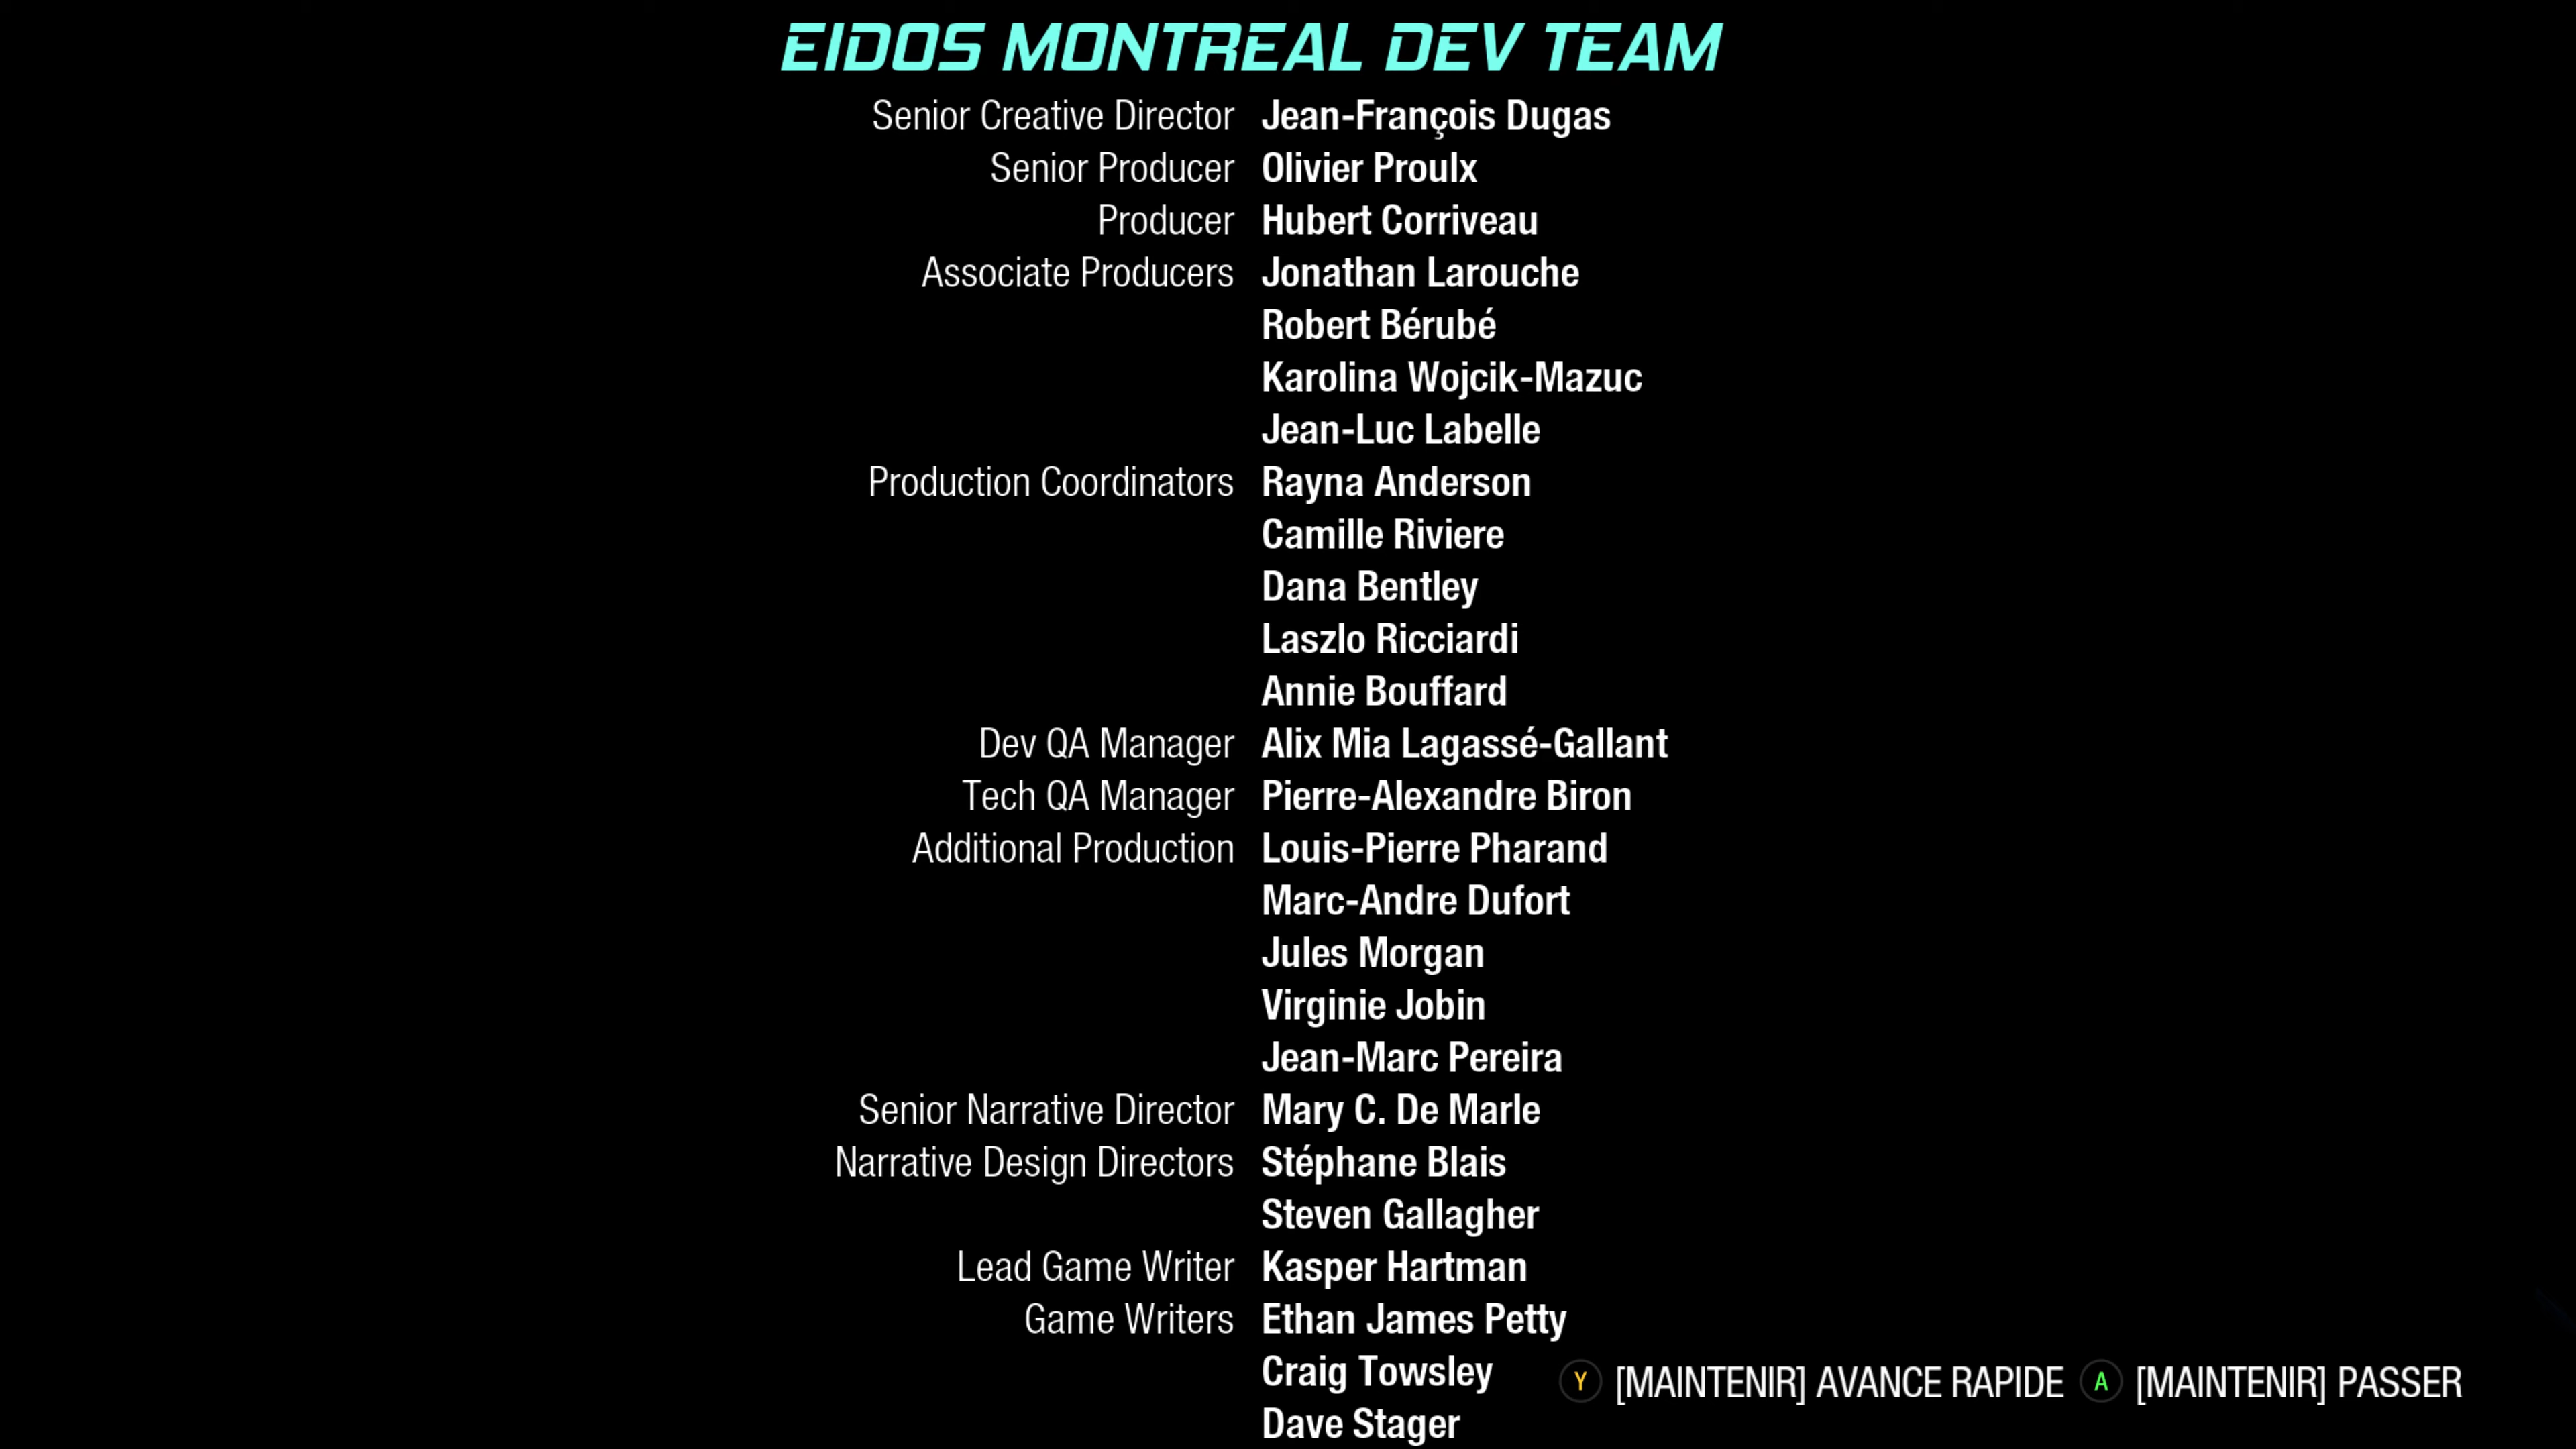 EIDOS MONTREAL DEV TEAM
Senior Creative Director Jean-François Dugas
Senior Producer Olivier Proulx
Producer Hubert Corriveau
Associate Producers Jonathan Larouche
Robert Bérubé
Karolina Wojcik-Mazuc
Jean-Luc Labelle
Production Coordinators Rayna Anderson
Camille Riviere
Dana Bentley
Laszlo Ricciardi
Annie Bouffard
Dev QA Manager Alix Mia Lagassé-Gallant
Tech QA Manager Pierre-Alexandre Biron
Additional Production Louis-Pierre Pharand
Marc-Andre Dufort
Jules Morgan
Virginie Jobin
Jean-Marc Pereira
Senior Narrative Director Mary C. De Marle
Narrative Design Directors Stéphane Blais
Steven Gallagher
Lead Game Writer Kasper Hartman
Game Writers Ethan James Petty
Craig Towsley
Y [MAINTENIR] AVANCE RAPIDE A [MAINTENIR] PASSER
Dave Stager